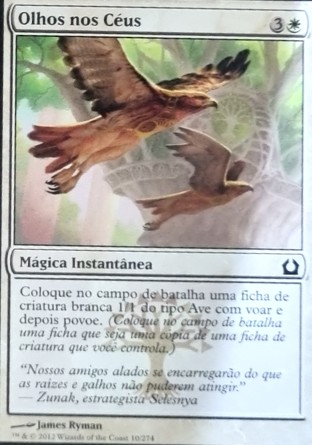 Olhos nos Céus 3
Mágica Instantânea
Coloque no campo de batalha uma ficha de
criatura branca 1/1 do tipo Ave com voar e
depois povoe. (Coloque no campo de batalha
uma ficha que seja uma cópia de uma ficha de
criatura que você controla.)
"Nossos amigos alados se encarregarão do que
as raízes e galhos não puderem atingir."
— Zunak, estrategista Selesnya
James Ryman
™ & © 2012 Wizards of the Coast 10/274